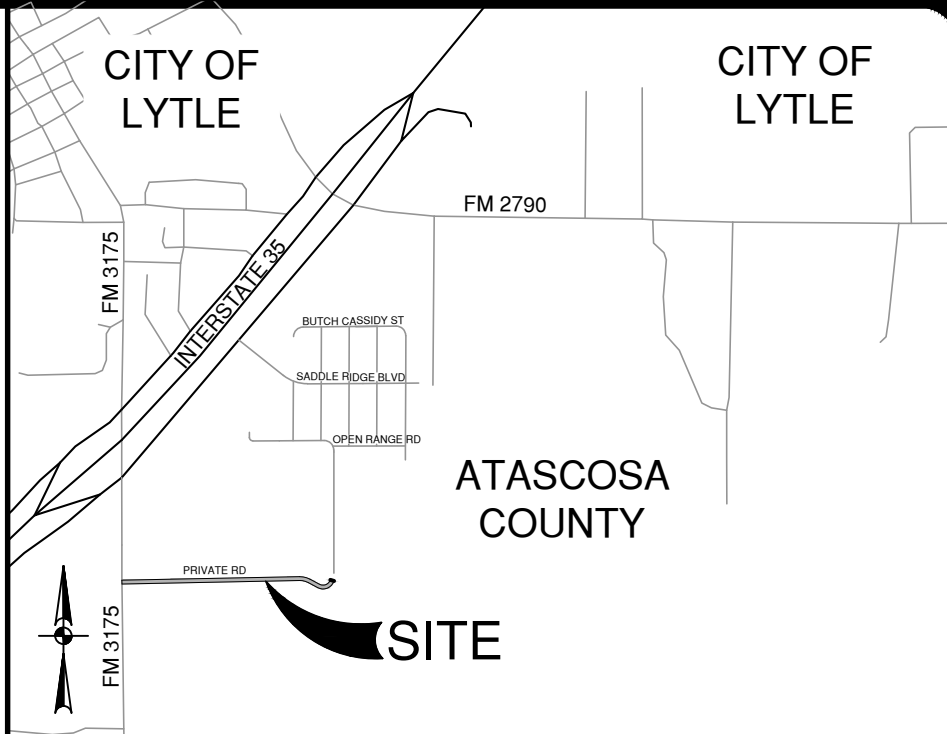 CITY OF
LYTLE
CITY OF
LYTLE
FM 2790
FM 3175
INTERSTATE 35
BUTCH CASSIDY ST
SADDLE RIDGE BLVD
OPEN RANGE RD
ATASCOSA
COUNTY
PRIVATE RD
FM 3175
SITE